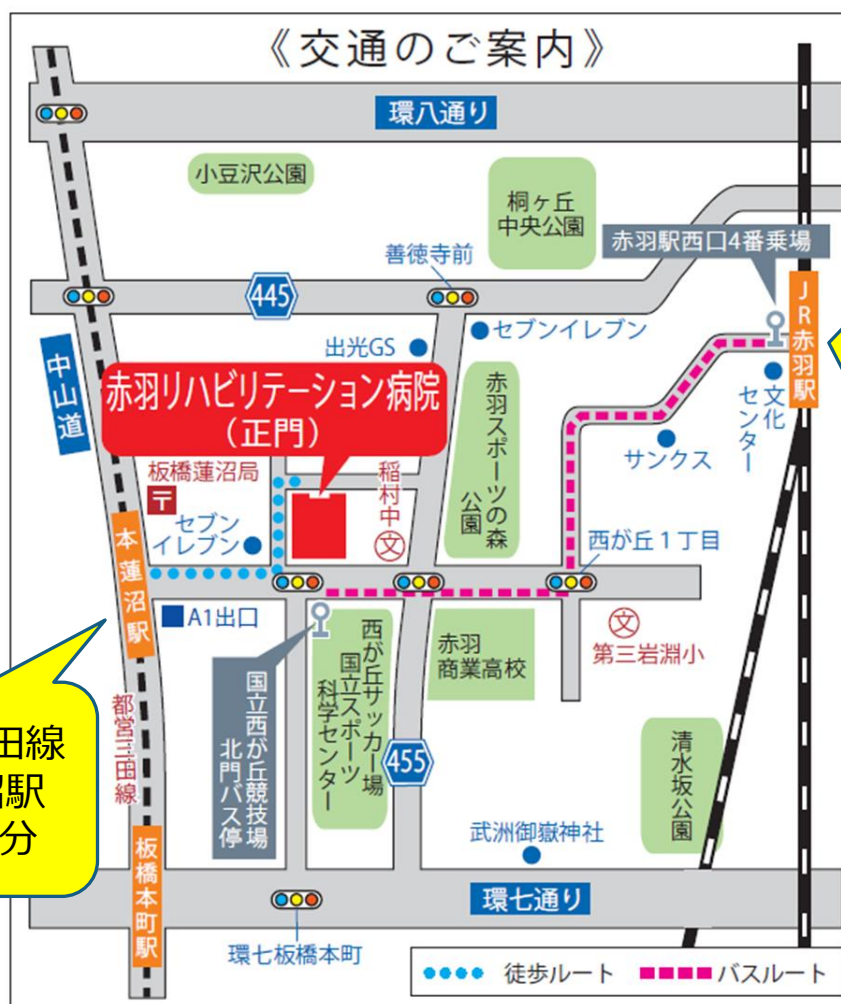 《交通のご案内》
環八通り
小豆沢公園
桐ヶ丘
中央公園
赤羽駅西口4番乗場
善徳寺前
445
セブンイレブン
出光GS
JR赤羽駅
中山道
赤羽リハビリテーション病院
(正門)
赤羽スポーツの森
公園
文化
センター
サンクス
板橋蓮沼局
〒
稲村中
文
セブン
イレブン
西が丘1丁目
本蓮沼駅
A1出口
文
第三岩淵小
国立西が丘競技場
北門バス停
西が丘サッカー場
国立スポーツ
科学センター
赤羽
商業高校
田線
沼駅
分
都営三田線
455
清水坂公園
武洲御嶽神社
板橋本町駅
環七通り
環七板橋本町
徒歩ルート
バスルート